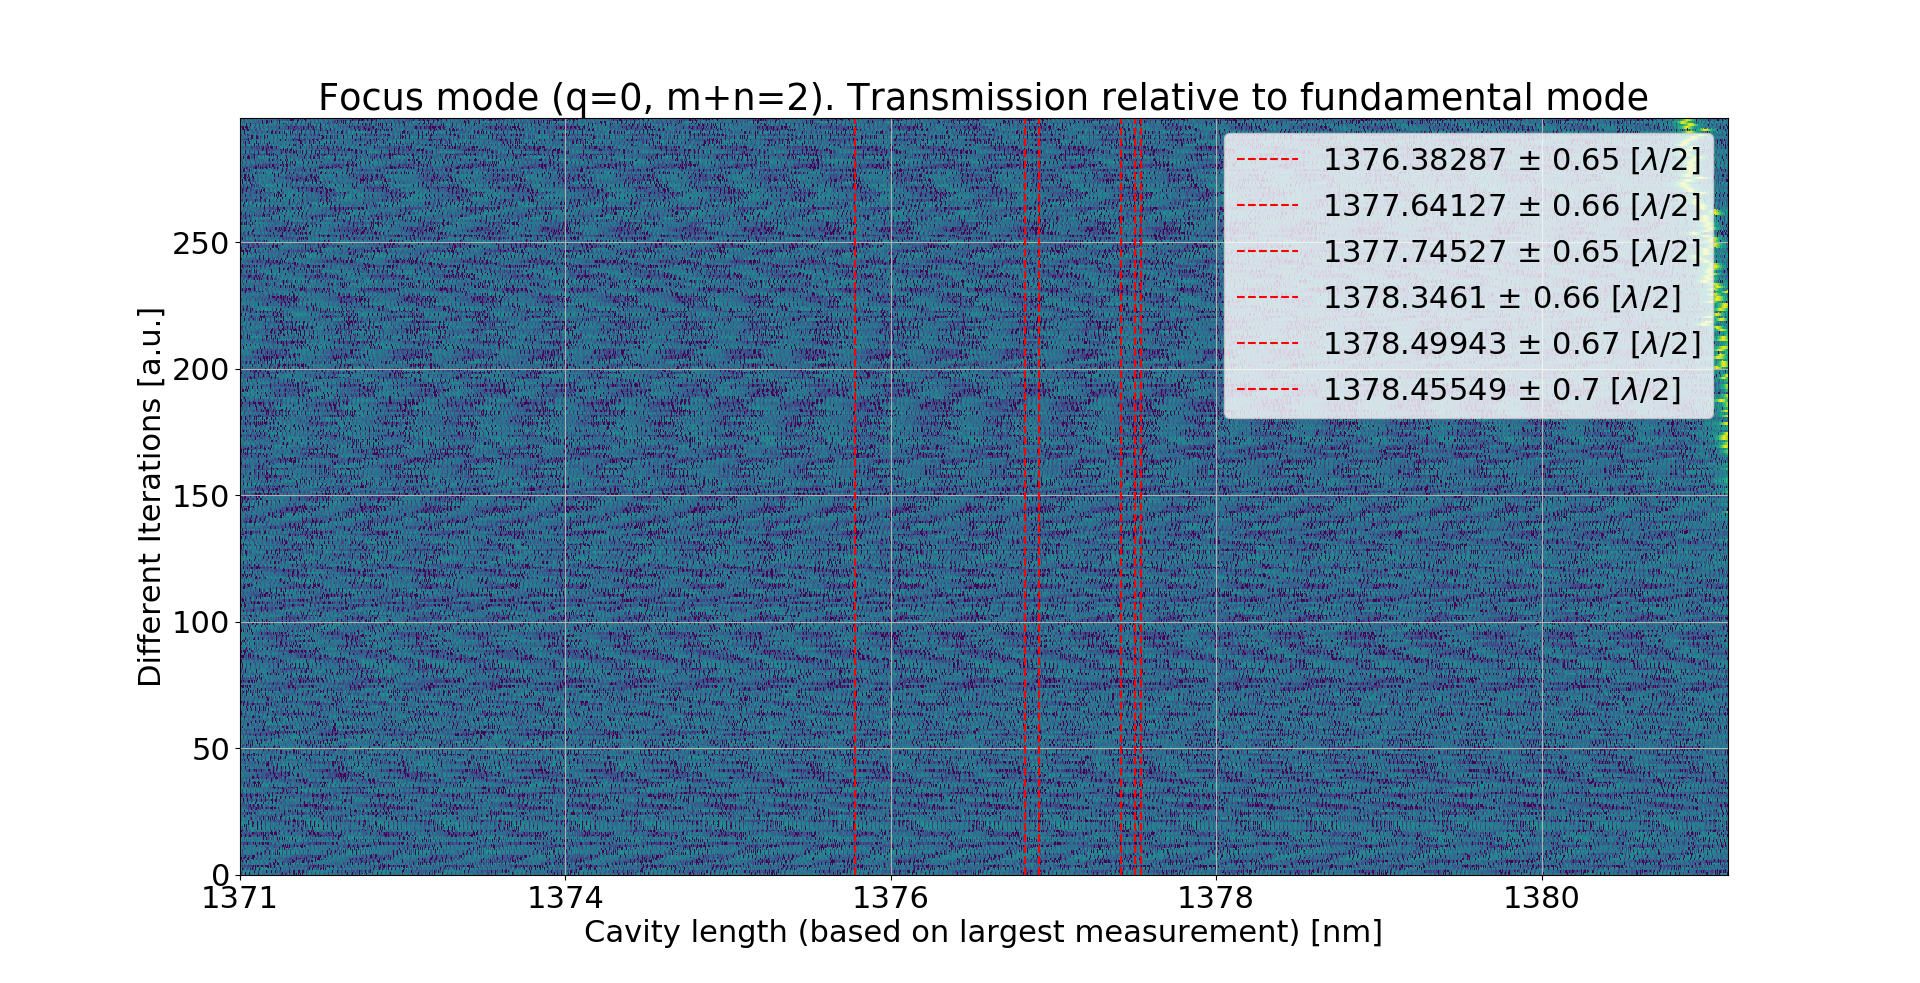 Focus mode (q=0, m+n=2). Transmission relative to fundamental mode
1376.38287 ± 0.65 [λ/2]
1377.64127 ± 0.66 [λ/2]
1377.74527 ± 0.65 [λ/2]
1378.3461 ± 0.66 [λ/2]
1378.49943 ± 0.67 [λ/2]
1378.45549 ± 0.7 [λ/2]
Different Iterations [a.u.]
250
200
150
100
50
0
1371 1374 1376 1378 1380
Cavity length (based on largest measurement) [nm]